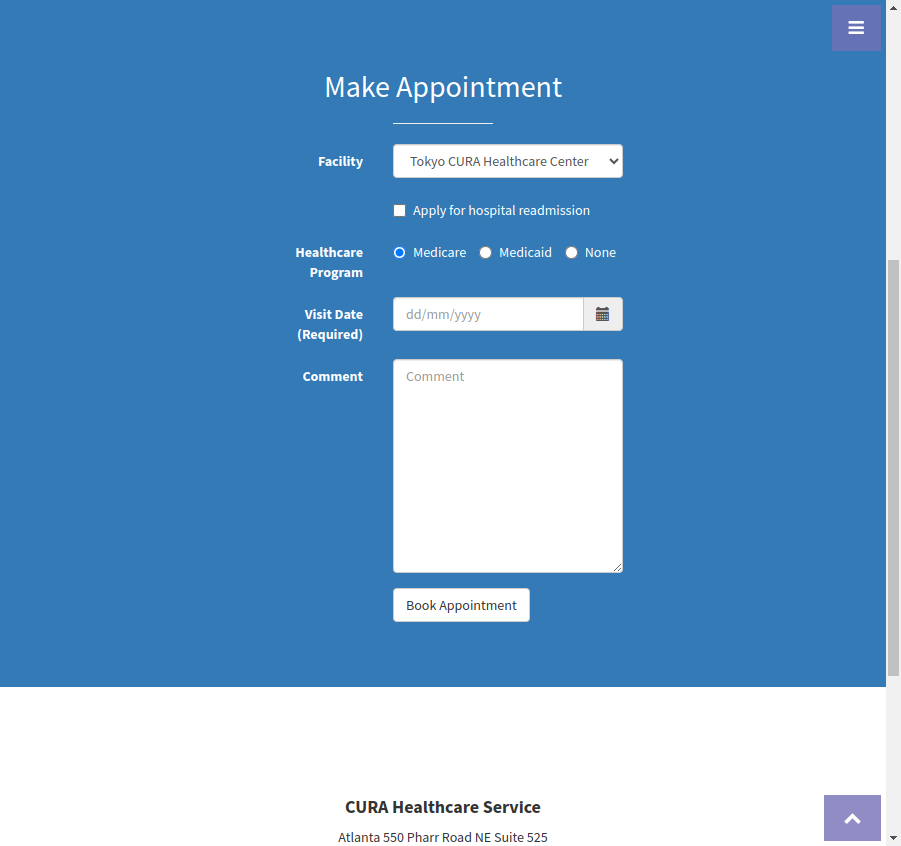 Make Appointment
Facility
Tokyo CURA Healthcare Center
Apply for hospital readmission
Healthcare
Program
Medicare
Medicaid
None
Visit Date
(Required)
dd/mm/yyyy
Comment
Comment
Book Appointment
CURA Healthcare Service
Atlanta 550 Pharr Road NE Suite 525